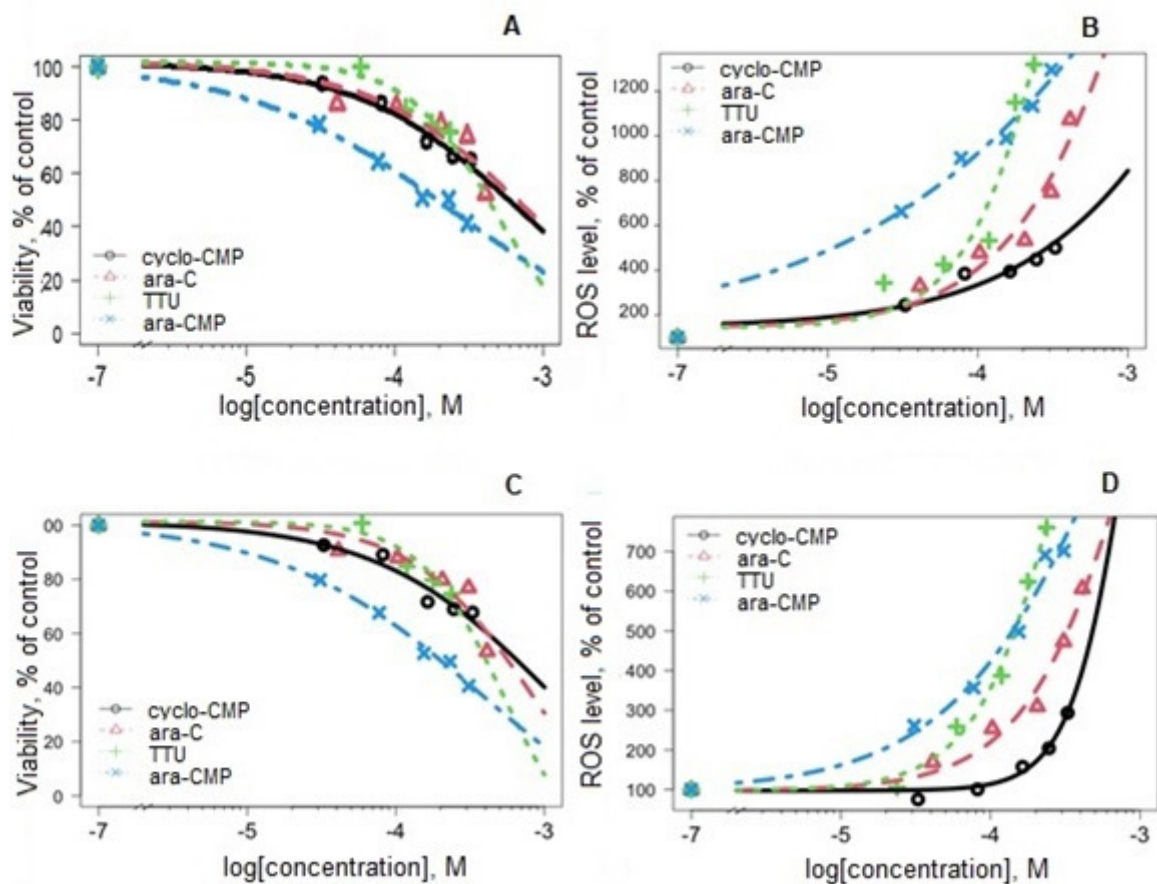 A
Viability, % of control
100
80
60
40
20
0
cyclo-CMP
ara-C
TTU
ara-CMP
-7
-5
-4
-3
log[concentration], M
B
ROS level, % of control
1200
1000
800
600
400
200
cyclo-CMP
ara-C
TTU
ara-CMP
-7
-5
-4
-3
log[concentration], M
C
Viability, % of control
00
80
60
40
20
0
cyclo-CMP
ara-C
TTU
ara-CMP
-7
-5
-4
-3
log[concentration], M
D
ROS level, % of control
700
600
500
400
300
200
100
cyclo-CMP
ara-C
TTU
ara-CMP
-7
-5
-4
-3
log[concentration], M